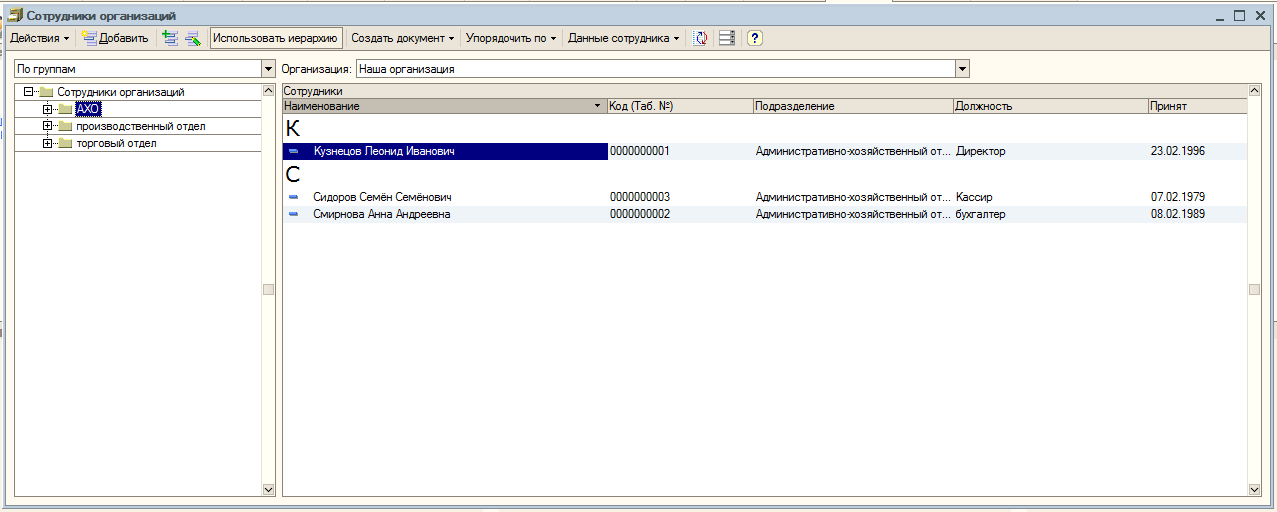 Сотрудники организаций
Действия Добавить Использовать иерархию Создать документ Упорядочить по Данные сотрудника ?
По группам Организация: Наша организация
Сотрудники организаций
АХО
производственный отдел
торговый отдел
Сотрудники
Наименование Код (Таб. №) Подразделение Должность Принят
К
Кузнецов Леонид Иванович 0000000001 Административно-хозяйственный от... Директор 23.02.1996
С
Сидоров Семён Семёнович 0000000003 Административно-хозяйственный от... Кассир 07.02.1979
Смирнова Анна Андреевна 0000000002 Административно-хозяйственный от... бухгалтер 08.02.1989